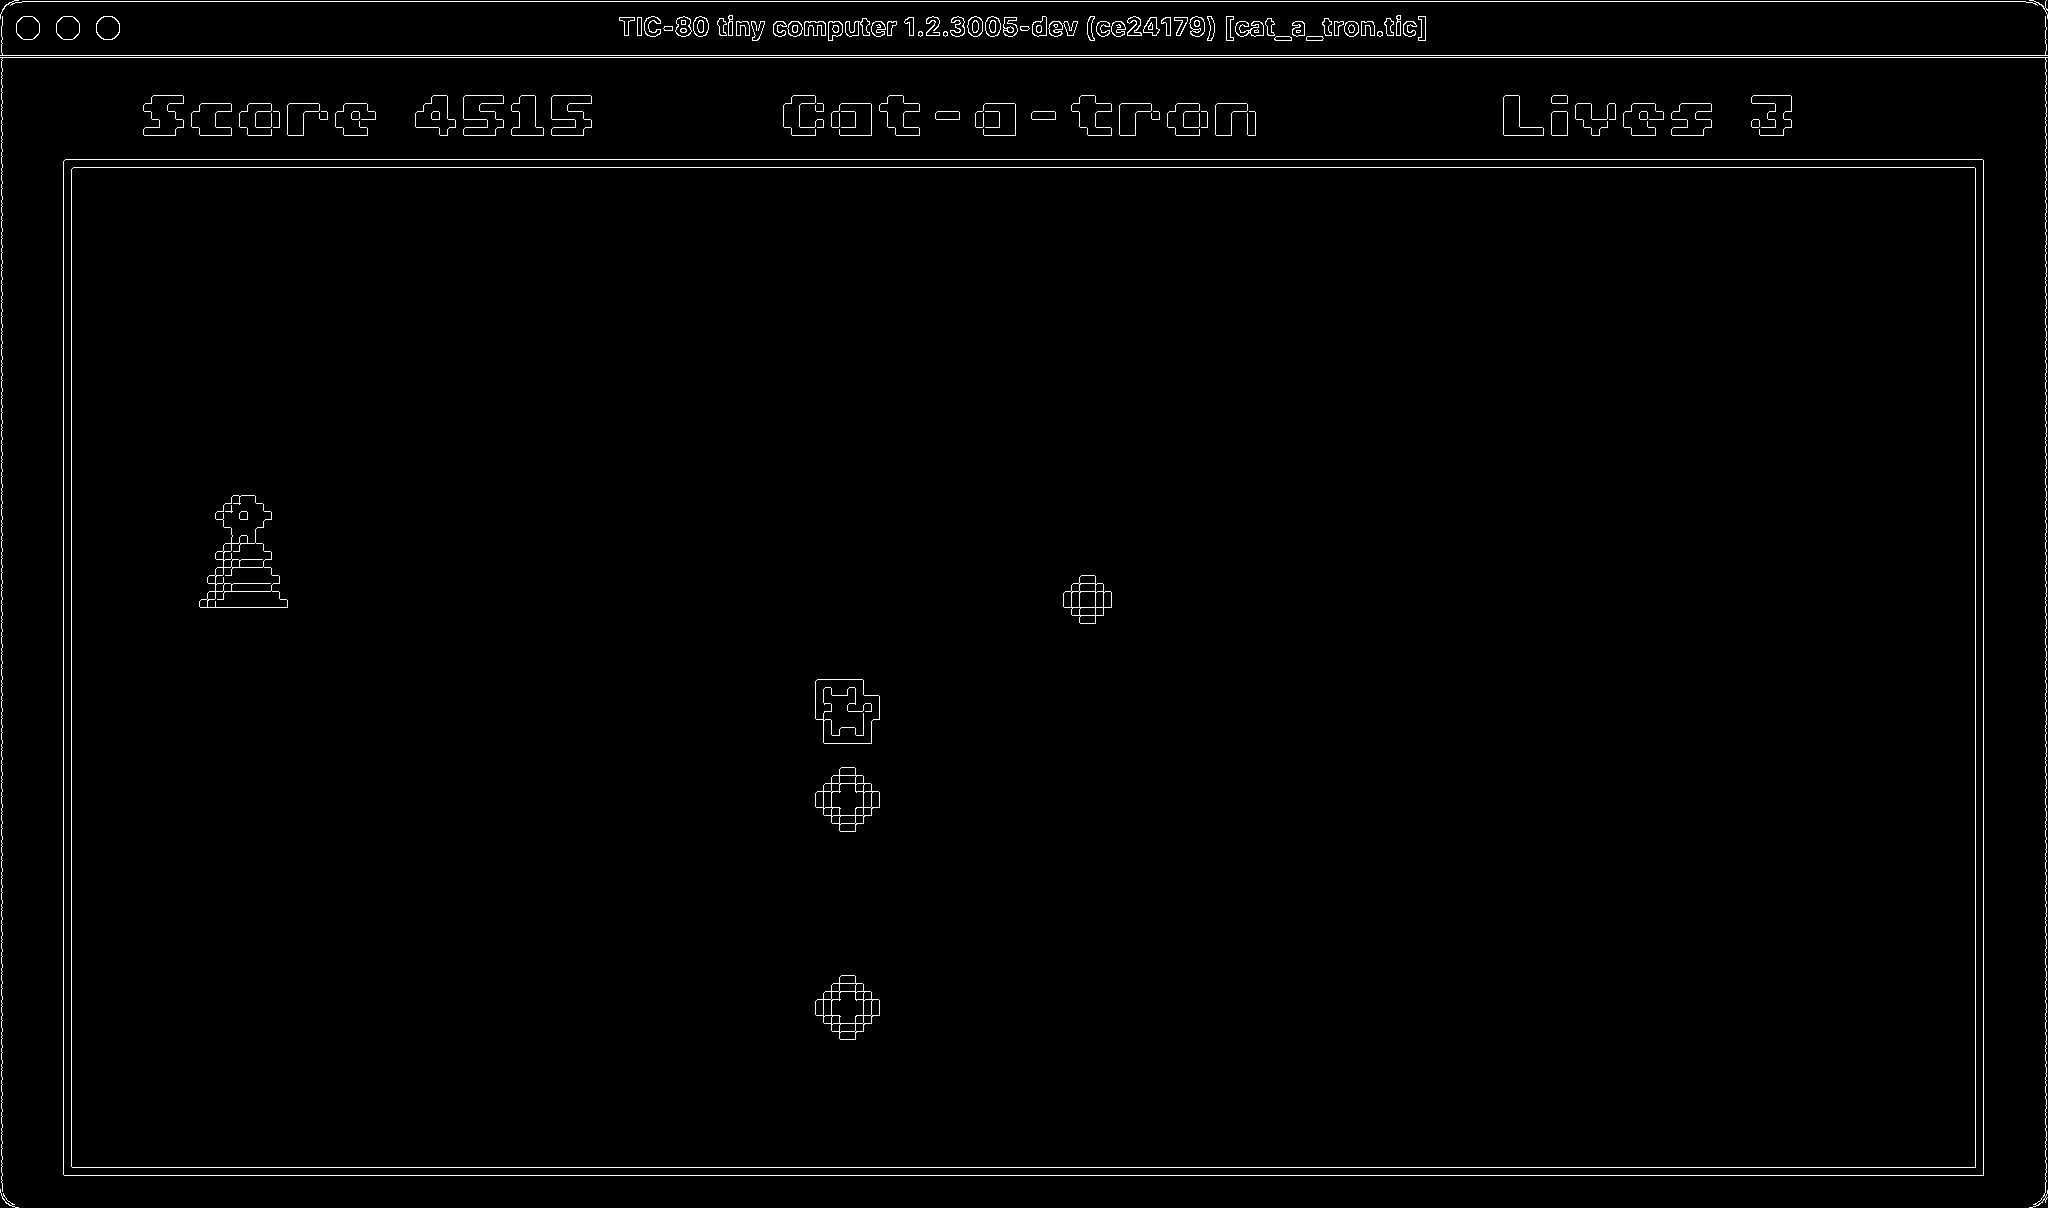 TIC-80 tiny computer 1.2.3005-dev (ce24179) [cat_a_tron.tic]
Score 4515 Cat-a-tron Lives 3